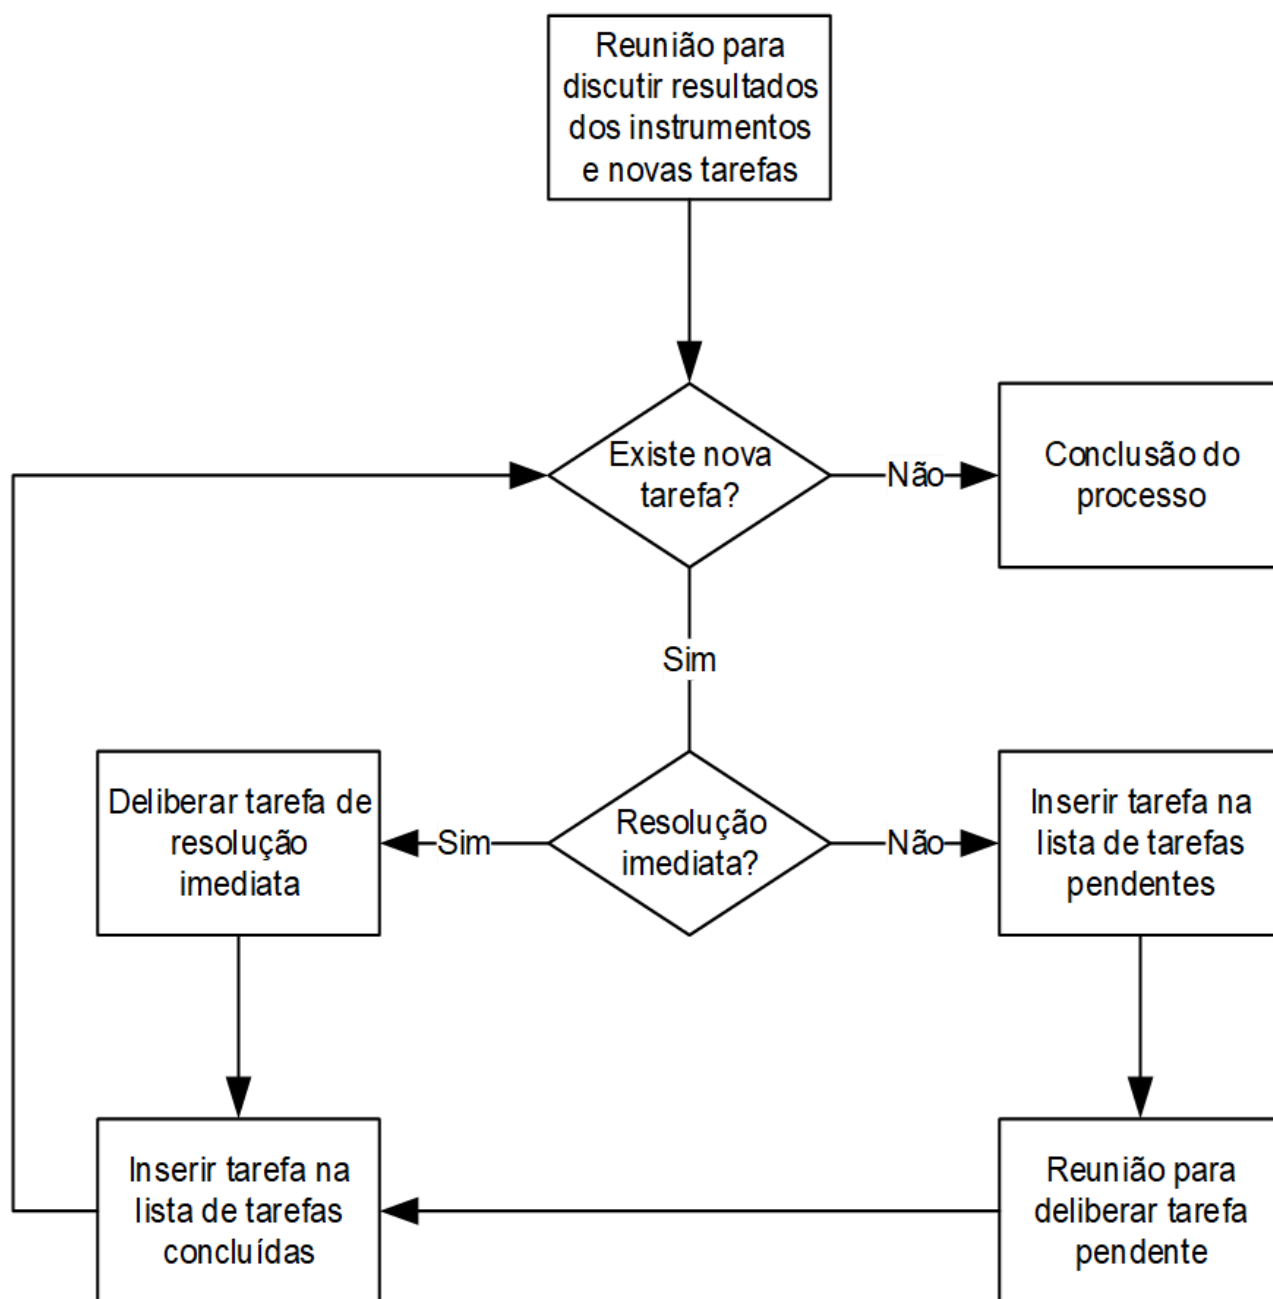 Reunião para
discutir resultados
dos instrumentos
e novas tarefas
Existe nova
tarefa?
Não
Conclusão do
processo
Sim
Deliberar tarefa de
resolução
imediata
Sim
Resolução
imediata?
Não
Inserir tarefa na
lista de tarefas
pendentes
Inserir tarefa na
lista de tarefas
concluídas
Reunião para
deliberar tarefa
pendente